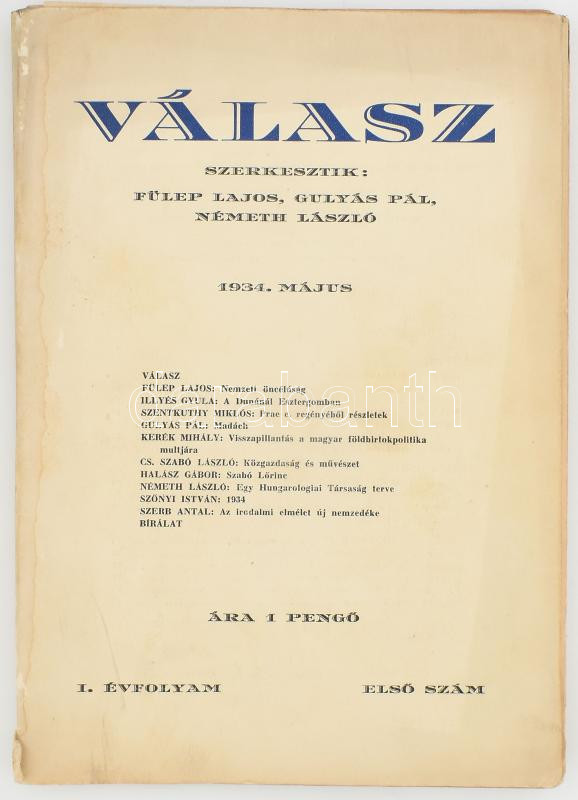 VÁLASZ
SZERKESZTIK:
FÜLEP LAJOS, GULYÁS PÁL,
NÉMETH LÁSZLÓ
1934. MÁJUS
VÁLASZ
FÜLEP LAJOS: Nemzeti öncélúság
ILLYÉS GYULA: A Dunánál Esztergomban
SZENTKUTHY MIKLÓS: Prae c. regényéből részletek
GULYÁS PÁL: Madách
KERÉK MIHÁLY: Visszapillantás a magyar földbirtokpolitika
multjára
CS. SZABÓ LÁSZLÓ: Közgazdaság és művészet
HALÁSZ GÁBOR: Szabó Lőrinc
NÉMETH LÁSZLÓ: Egy Hungarologiai Társaság terve
SZŐNYI ISTVÁN: 1934
SZERB ANTAL: Az irodalmi elmélet új nemzedéke
BÍRÁLAT
ÁRA 1 PENGŐ
I. ÉVFOLYAM ELSŐ SZÁM